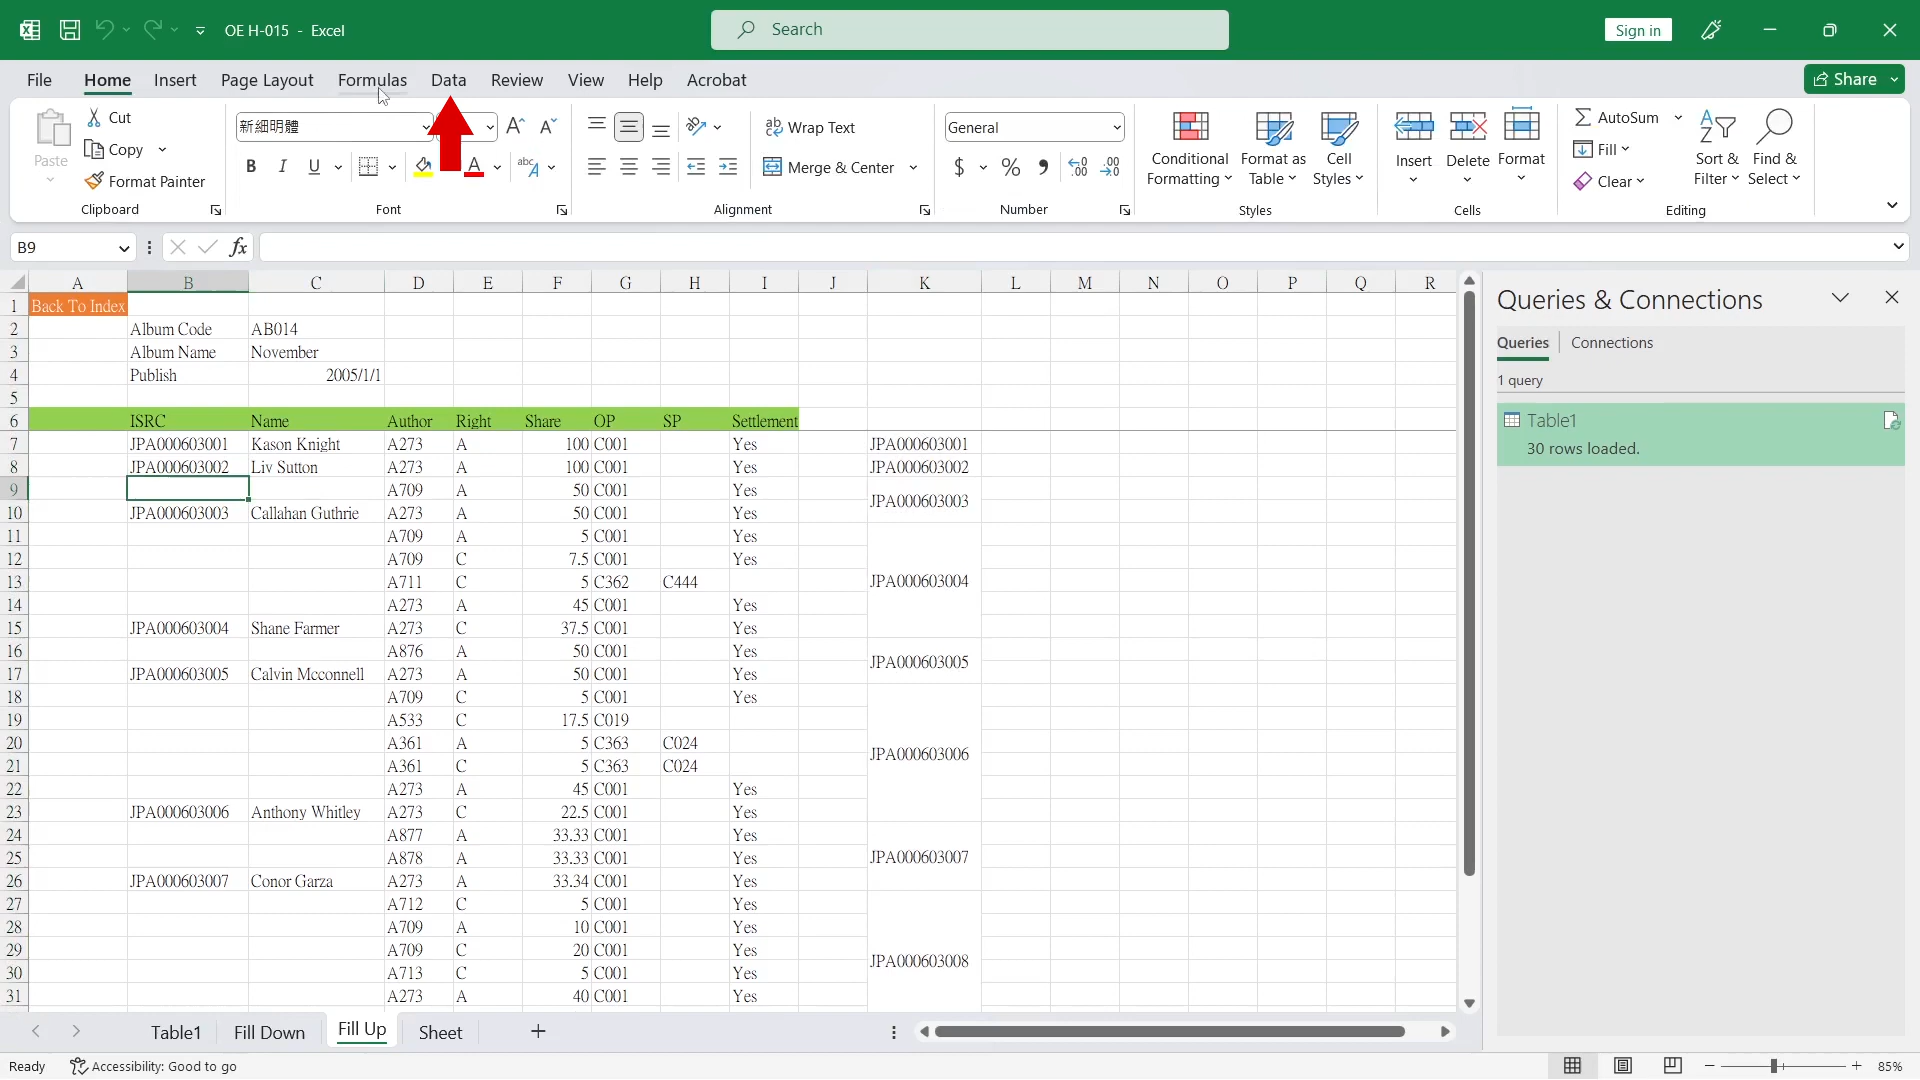 OE H-015 - Excel
Search
Sign in
File Home Insert Page Layout Formulas Data Review View Help Acrobat
Share
Paste
Cut
Copy
Format Painter
Clipboard
新細明體
B I U
A
abc
Font
ab Wrap Text
Merge & Center
Alignment
General
$ % 9 .00
Number
Conditional Formatting
Format as Table
Cell Styles
Styles
Insert Delete Format
Cells
AutoSum
Fill
Clear
Sort & Filter
Find & Select
Editing
B9
fx
A B C D E F G H I J K L M N O P Q R
1 Back To Index
2 Album Code AB014
3 Album Name November
4 Publish 2005/1/1
5
6 ISRC Name Author Right Share OP SP Settlement
7 JPA000603001 Kason Knight A273 A 100 C001 Yes JPA000603001
8 JPA000603002 Liv Sutton A273 A 100 C001 Yes JPA000603002
9 A709 A 50 C001 Yes JPA000603003
10 JPA000603003 Callahan Guthrie A273 A 50 C001 Yes
11 A709 A 5 C001 Yes
12 A709 C 7.5 C001 Yes
13 A711 C 5 C362 C444 JPA000603004
14 A273 A 45 C001 Yes
15 JPA000603004 Shane Farmer A273 C 37.5 C001 Yes
16 A876 A 50 C001 Yes JPA000603005
17 JPA000603005 Calvin Mcconnell A273 A 50 C001 Yes
18 A709 C 5 C001 Yes
19 A533 C 17.5 C019
20 A361 A 5 C363 C024 JPA000603006
21 A361 C 5 C363 C024
22 A273 A 45 C001 Yes
23 JPA000603006 Anthony Whitley A273 C 22.5 C001 Yes
24 A877 A 33.33 C001 Yes
25 A878 A 33.33 C001 Yes JPA000603007
26 JPA000603007 Conor Garza A273 A 33.34 C001 Yes
27 A712 C 5 C001 Yes
28 A709 A 10 C001 Yes
29 A709 C 20 C001 Yes
30 A713 C 5 C001 Yes JPA000603008
31 A273 A 40 C001 Yes
Queries & Connections
Queries Connections
1 query
Table1
30 rows loaded.
Table1 Fill Down Fill Up Sheet
Ready Accessibility: Good to go
85%